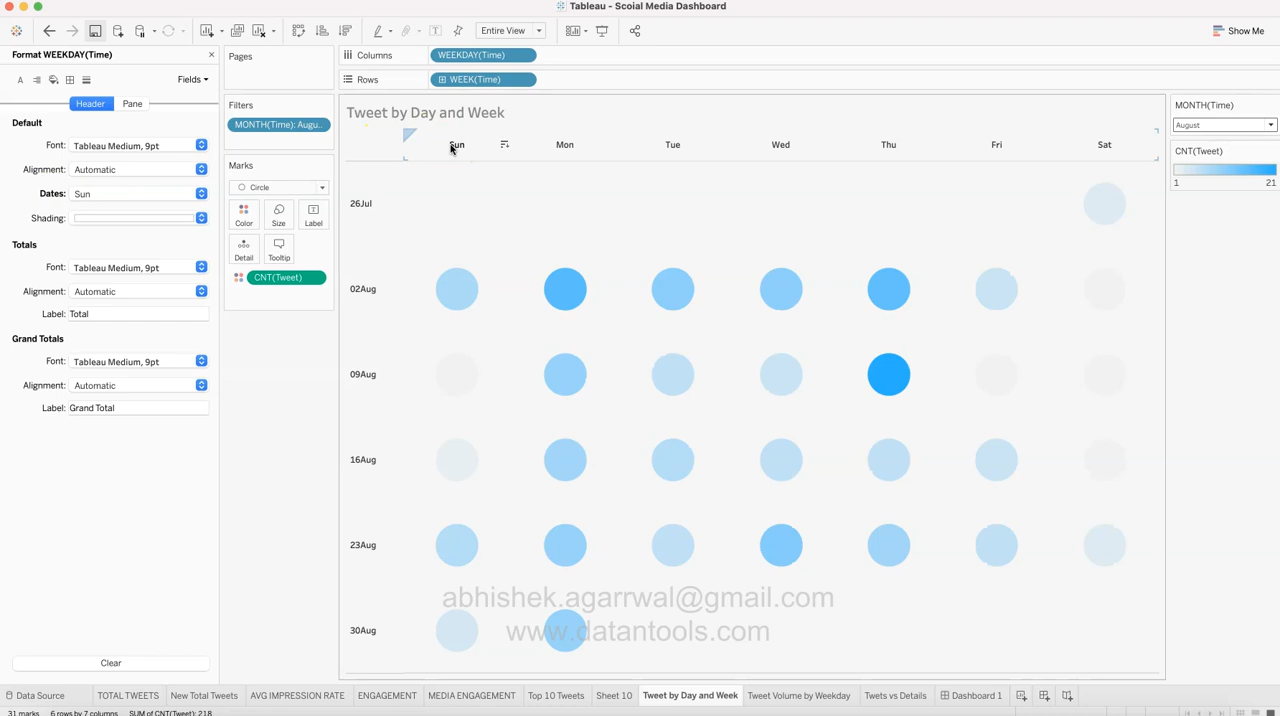 Tableau - Scoial Media Dashboard
Entire View
Show Me
Format WEEKDAY(Time)
Fields
Header
Pane
Default
Font: Tableau Medium, 9pt
Alignment: Automatic
Dates: Sun
Shading:
Totals
Font: Tableau Medium, 9pt
Alignment: Automatic
Label: Total
Grand Totals
Font: Tableau Medium, 9pt
Alignment: Automatic
Label: Grand Total
Clear
Pages
Filters
MONTH(Time): Augu..
Marks
Circle
Color
Size
Label
Detail
Tooltip
CNT(Tweet)
Columns
WEEKDAY(Time)
Rows
WEEK(Time)
Tweet by Day and Week
Sun Mon Tue Wed Thu Fri Sat
26Jul
02Aug
09Aug
16Aug
23Aug
30Aug
abhishek.agarrwal@gmail.com
www.datantools.com
MONTH(Time)
August
CNT(Tweet)
1 21
Data Source
TOTAL TWEETS
New Total Tweets
AVG IMPRESSION RATE
ENGAGEMENT
MEDIA ENGAGEMENT
Top 10 Tweets
Sheet 10
Tweet by Day and Week
Tweet Volume by Weekday
Twets vs Details
Dashboard 1
31 marks 6 rows by 7 columns SUM of CNT(Tweet): 218